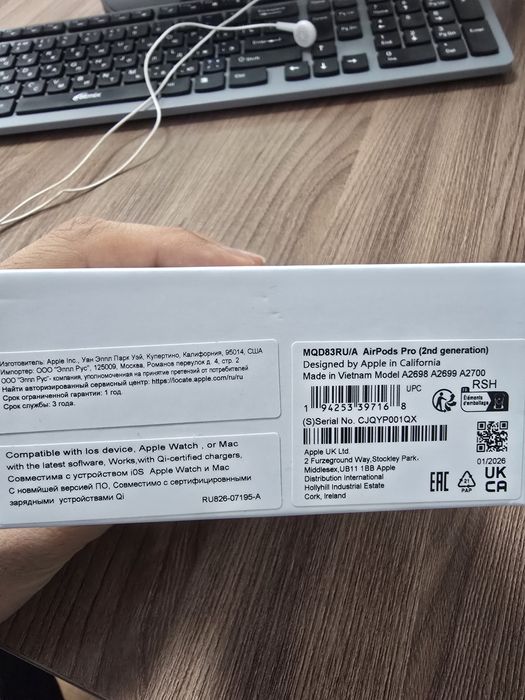 Изготовитель: Apple Inc., Уан Эппл Парк Уэй, Купертино, Калифорния, 95014, США
Импортер: ООО "Эппл Рус", 125009, Москва, Романов переулок д. 4, стр. 2
ООО "Эппл Рус"- компания, уполномоченная на принятие претензий от потребителей
Найти авторизированный сервисный центр: https://locate.apple.com/ru/ru
Срок ограниченной гарантии: 1 год.
Срок службы: 3 года.
Compatible with Ios device, Apple Watch , or Mac
with the latest software, Works,with Qi-certified chargers,
Совместима с устройством iOS Apple Watch и Mac
С новмйшей версией ПО, Совместимо с сертифицированными
зарядными устройствами Qi
RU826-07195-A
MQD83RU/A AirPods Pro (2nd generation)
Designed by Apple in California
Made in Vietnam Model A2698 A2699 A2700
UPC
RSH
1 94253 39716 8
Éléments
d'emballage
(S)Serial No. CJQYP001QX
Apple UK Ltd.
2 Furzeground Way,Stockley Park,
Middlesex,UB11 1BB Apple
Distribution International
Hollyhill Industrial Estate
Cork, Ireland
01/2026
EAC
21
PAP
UK
CA